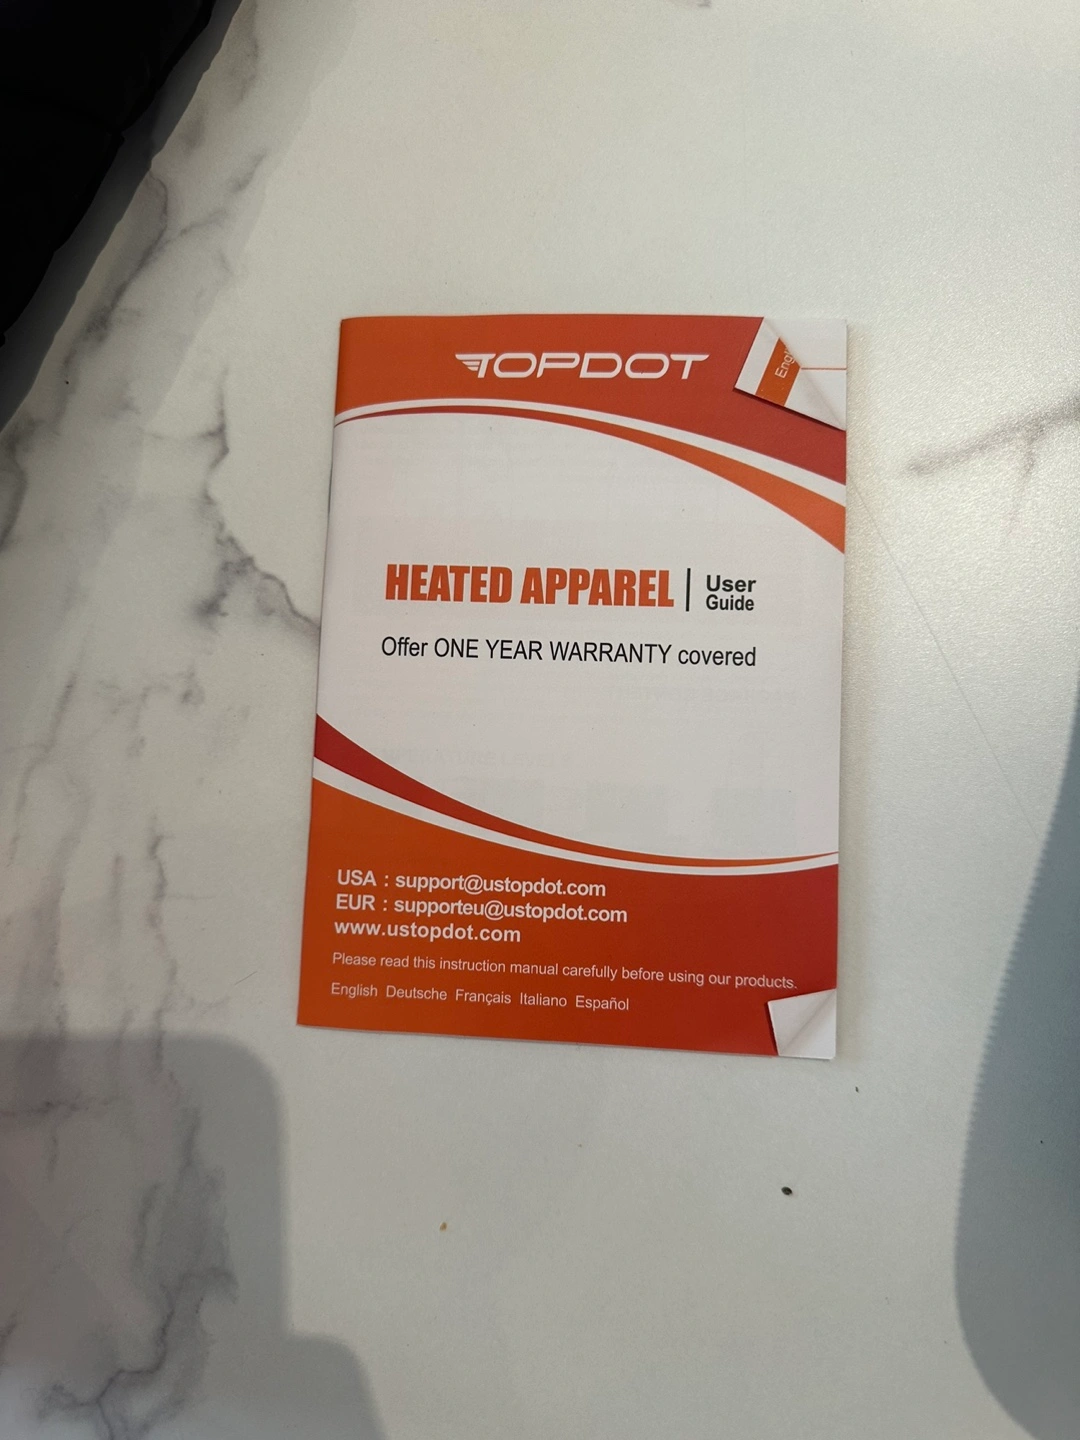 TOPDOT
HEATED APPAREL | User Guide
Offer ONE YEAR WARRANTY covered
USA : support@ustopdot.com
EUR : supporteu@ustopdot.com
www.ustopdot.com
Please read this instruction manual carefully before using our products.
English Deutsche Français Italiano Español